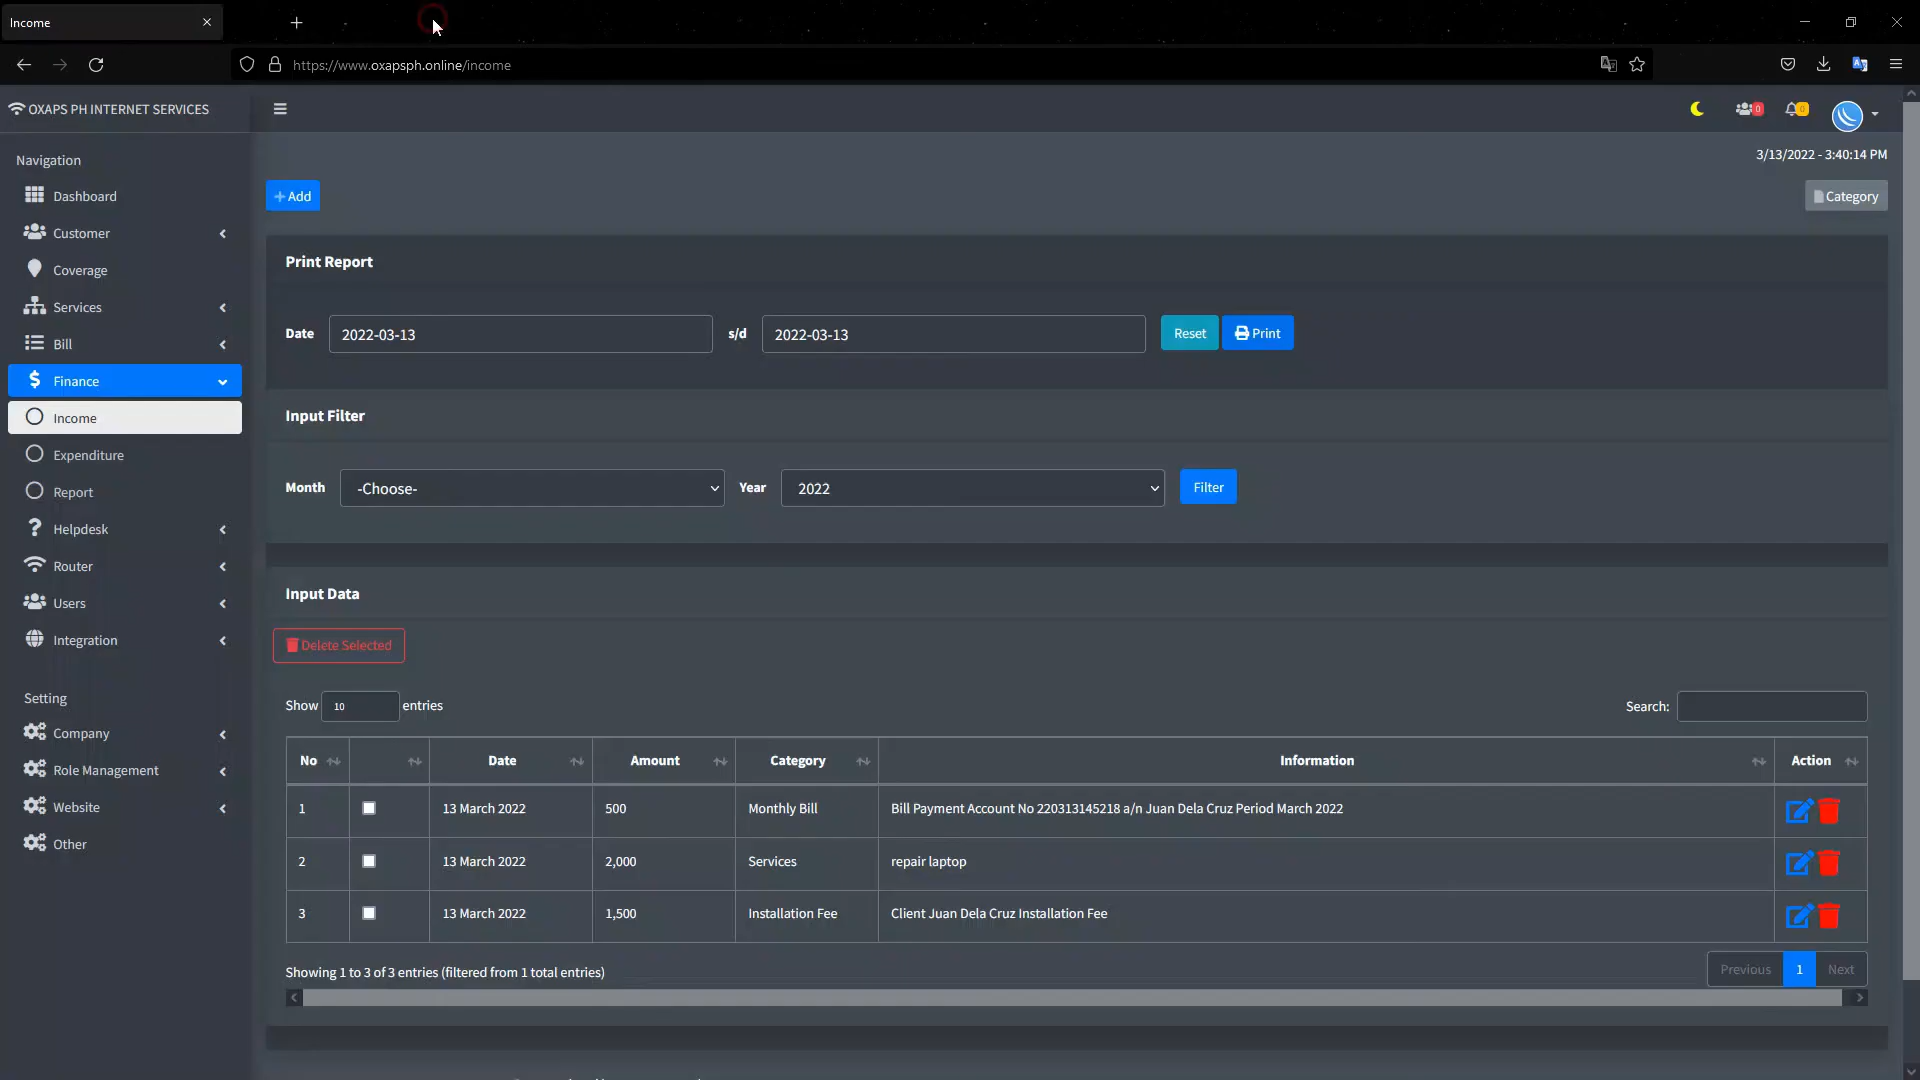 Income
https://www.oxapsph.online/income
OXAPS PH INTERNET SERVICES
0
0
3/13/2022 - 3:40:14 PM
Navigation
Dashboard
Customer
Coverage
Services
Bill
Finance
Income
Expenditure
Report
Helpdesk
Router
Users
Integration
Setting
Company
Role Management
Website
Other
+ Add
Category
Print Report
Date 2022-03-13 s/d 2022-03-13 Reset Print
Input Filter
Month -Choose- Year 2022 Filter
Input Data
Delete Selected
Show 10 entries Search:
No Date Amount Category Information Action
1 13 March 2022 500 Monthly Bill Bill Payment Account No 220313145218 a/n Juan Dela Cruz Period March 2022
2 13 March 2022 2,000 Services repair laptop
3 13 March 2022 1,500 Installation Fee Client Juan Dela Cruz Installation Fee
Showing 1 to 3 of 3 entries (filtered from 1 total entries) Previous 1 Next